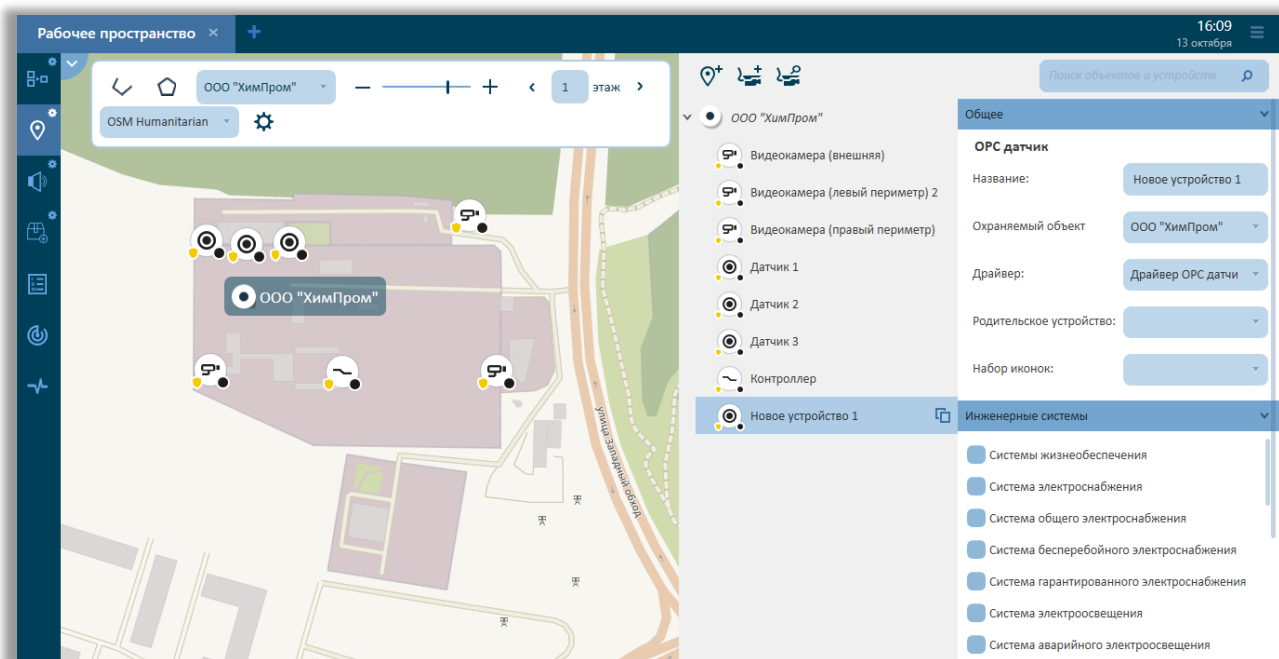 Рабочее пространство
16:09
13 октября
ООО "ХимПром"
1 этаж
OSM Humanitarian
ООО "ХимПром"
улица Западный обход
ООО "ХимПром"
Видеокамера (внешняя)
Видеокамера (левый периметр) 2
Видеокамера (правый периметр)
Датчик 1
Датчик 2
Датчик 3
Контроллер
Новое устройство 1
Поиск объектов и устройств
Общее
ОРС датчик
Название: Новое устройство 1
Охраняемый объект ООО "ХимПром"
Драйвер: Драйвер ОРС датчи
Родительское устройство:
Набор иконок:
Инженерные системы
Системы жизнеобеспечения
Система электроснабжения
Система общего электроснабжения
Система бесперебойного электроснабжения
Система гарантированного электроснабжения
Система электроосвещения
Система аварийного электроосвещения